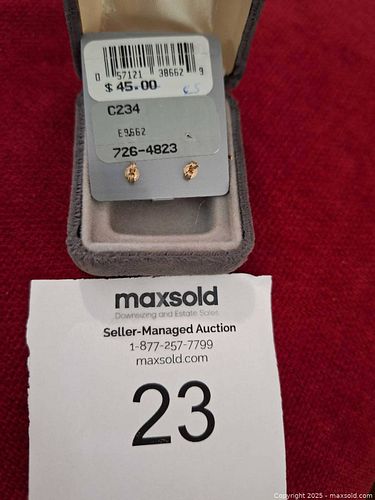 0 57121 38662 9
$ 45.00
C234
E9662
726-4823
maxsold
Downsizing and Estate Sales
Seller-Managed Auction
1-877-257-7799
maxsold.com
23
Copyright 2025 - maxsold.com